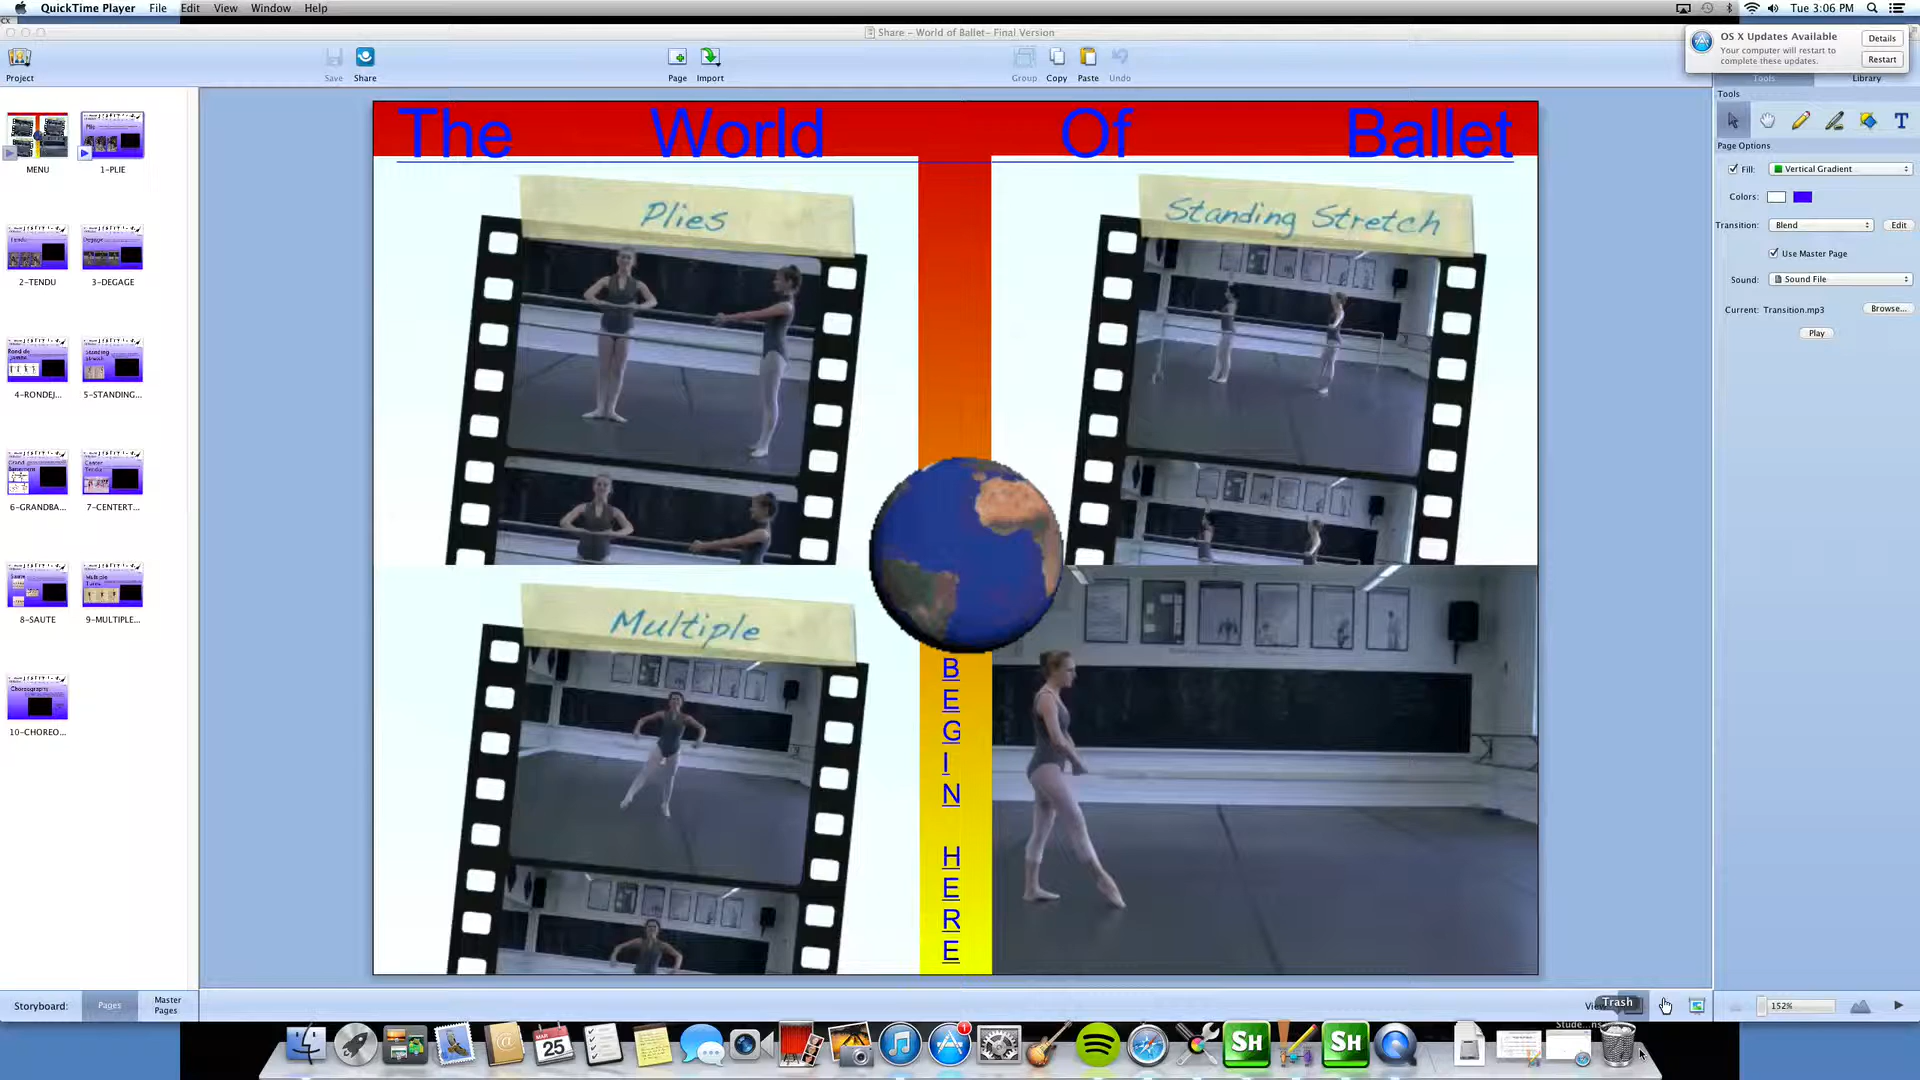 QuickTime Player File Edit View Window Help
Tue 3:06 PM
Share - World of Ballet- Final Version
OS X Updates Available
Your computer will restart to
complete these updates.
Details
Restart
Project
Save
Share
Page
Import
Group
Copy
Paste
Undo
Tools
Library
MENU
1-PLIE
2-TENDU
3-DEGAGE
4-RONDEJ...
5-STANDING...
6-GRANDBA...
7-CENTERT...
8-SAUTE
9-MULTIPLE...
10-CHOREO...
The World Of Ballet
Plies
Standing Stretch
Multiple
B
E
G
I
N
H
E
R
E
Tools
T
Page Options
Fill:
Vertical Gradient
Colors:
Transition:
Blend
Edit
Use Master Page
Sound:
Sound File
Current: Transition.mp3
Browse...
Play
Storyboard:
Pages
Master
Pages
Trash
152%
MAR
25
1
Sh
Sh